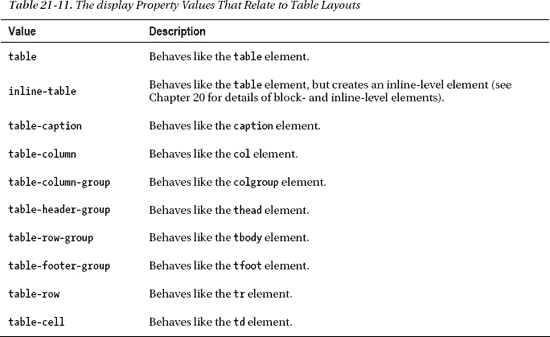 Table 21-11. The display Property Values That Relate to Table Layouts
Value Description
table Behaves like the table element.
inline-table Behaves like the table element, but creates an inline-level element (see
Chapter 20 for details of block- and inline-level elements).
table-caption Behaves like the caption element.
table-column Behaves like the col element.
table-column-group Behaves like the colgroup element.
table-header-group Behaves like the thead element.
table-row-group Behaves like the tbody element.
table-footer-group Behaves like the tfoot element.
table-row Behaves like the tr element.
table-cell Behaves like the td element.